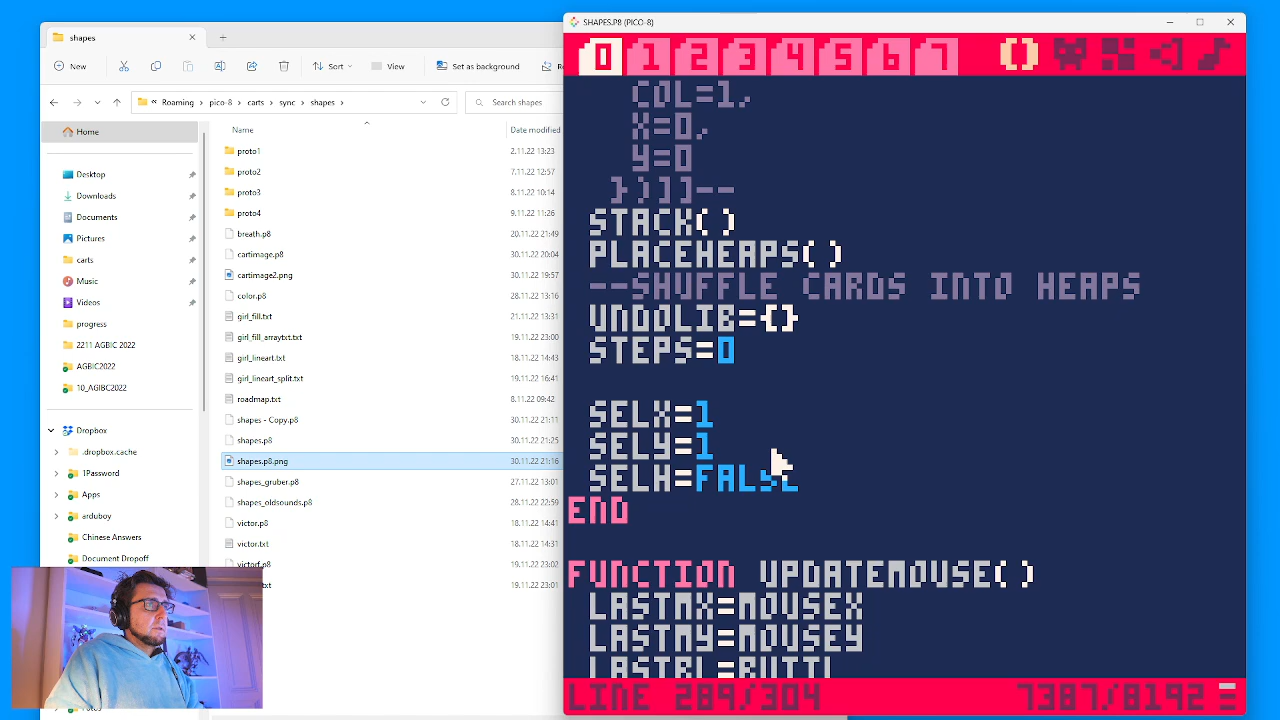 shapes
New
Sort
View
Set as background
Roaming > pico-8 > carts > sync > shapes >
Search shapes
Home
Desktop
Downloads
Documents
Pictures
carts
Music
Videos
progress
2211 AGBIC 2022
AGBIC2022
10_AGIBC2022
Dropbox
.dropbox.cache
1Password
Apps
arduboy
Chinese Answers
Document Dropoff
Name Date modified
proto1 2.11.22 13:23
proto2 7.11.22 12:57
proto3 8.11.22 10:14
proto4 9.11.22 11:26
breath.p8 20.11.22 21:49
cartimage.p8 30.11.22 20:04
cartimage2.png 30.11.22 19:57
color.p8 28.11.22 13:16
girl_fill.txt 21.11.22 13:31
girl_fill_arraytxt.txt 19.11.22 23:00
girl_lineart.txt 18.11.22 14:43
girl_lineart_split.txt 19.11.22 16:41
roadmap.txt 8.11.22 09:42
shapes - Copy.p8 30.11.22 21:11
shapes.p8 30.11.22 21:25
shapes.p8.png 30.11.22 21:16
shapes_gruber.p8 27.11.22 13:01
shapes_oldsounds.p8 28.11.22 22:59
victor.p8 18.11.22 14:41
victor.txt 18.11.22 14:31
19.11.22 23:02
19.11.22 23:01
SHAPES.P8 (PICO-8)
0 1 2 3 4 5 6 7
COL=1,
X=0,
Y=0
})]]--
STACK()
PLACEHEAPS()
--SHUFFLE CARDS INTO HEAPS
UNDOLIB={}
STEPS=0
SELX=1
SELY=1
SELH=FALSE
END
FUNCTION UPDATEMOUSE()
LASTMX=MOUSEX
LASTMY=MOUSEY
LASTBL=BUTTL
LINE 289/304 7387/8192